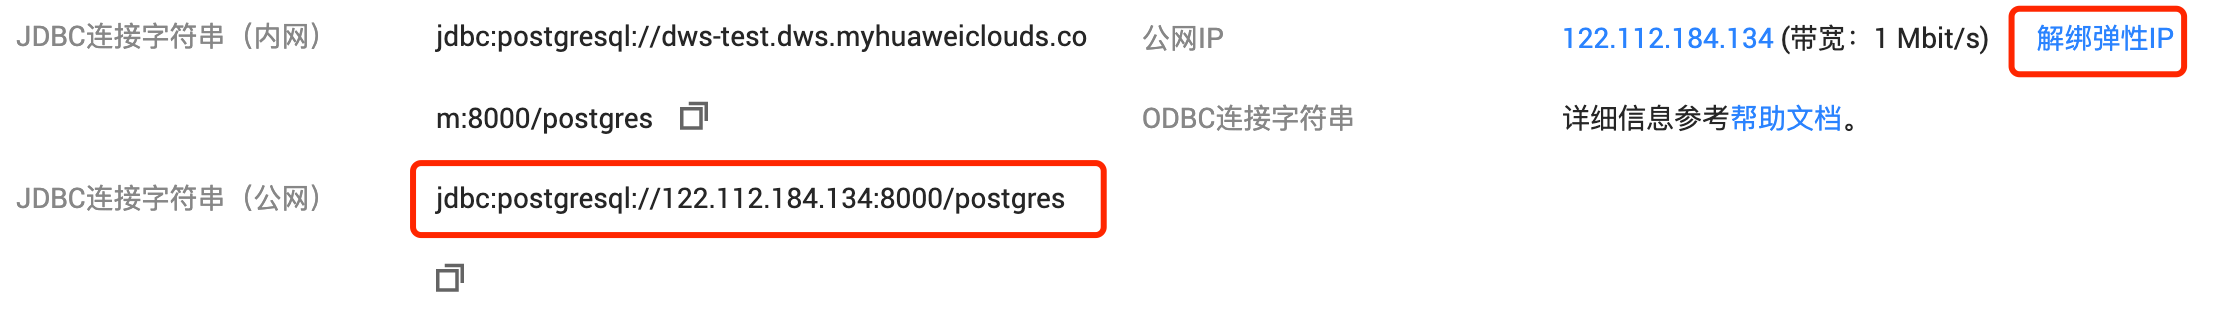 JDBC连接字符串（内网）
jdbc:postgresql://dws-test.dws.myhuaweiclouds.co
m:8000/postgres
公网IP
122.112.184.134 (带宽：1 Mbit/s) 解绑弹性IP
ODBC连接字符串
详细信息参考帮助文档。
JDBC连接字符串（公网）
jdbc:postgresql://122.112.184.134:8000/postgres